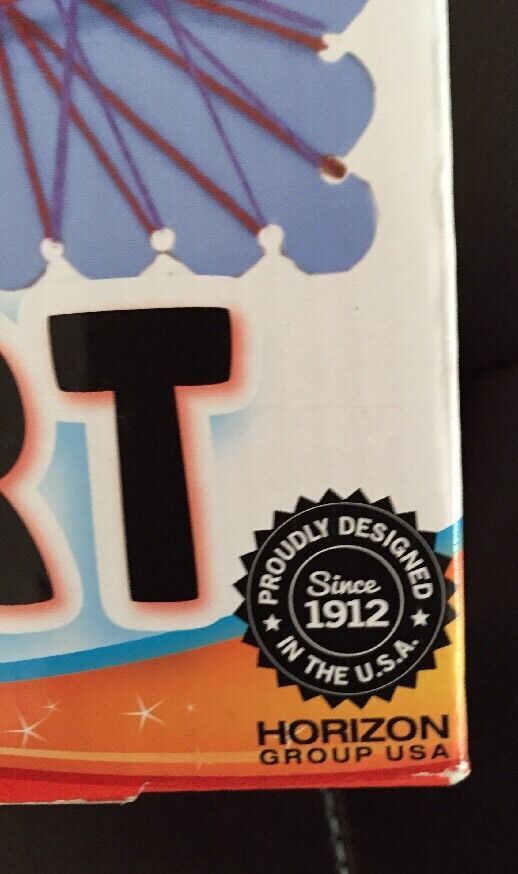 RT
PROUDLY DESIGNED
Since
1912
★ IN THE U.S.A. ★
HORIZON
GROUP USA